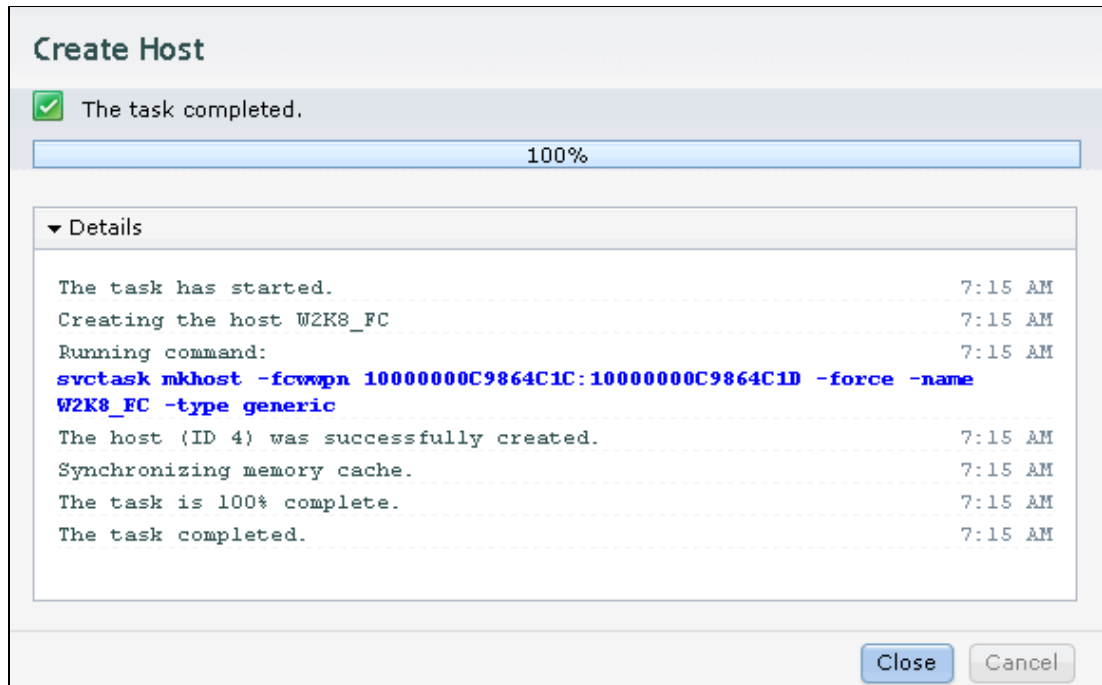 Create Host
The task completed.
100%
Details
The task has started. 7:15 AM
Creating the host W2K8_FC 7:15 AM
Running command: 7:15 AM
svctask mkhost -fcwwpn 10000000C9864C1C:10000000C9864C1D -force -name
W2K8_FC -type generic
The host (ID 4) was successfully created. 7:15 AM
Synchronizing memory cache. 7:15 AM
The task is 100% complete. 7:15 AM
The task completed. 7:15 AM
Close Cancel